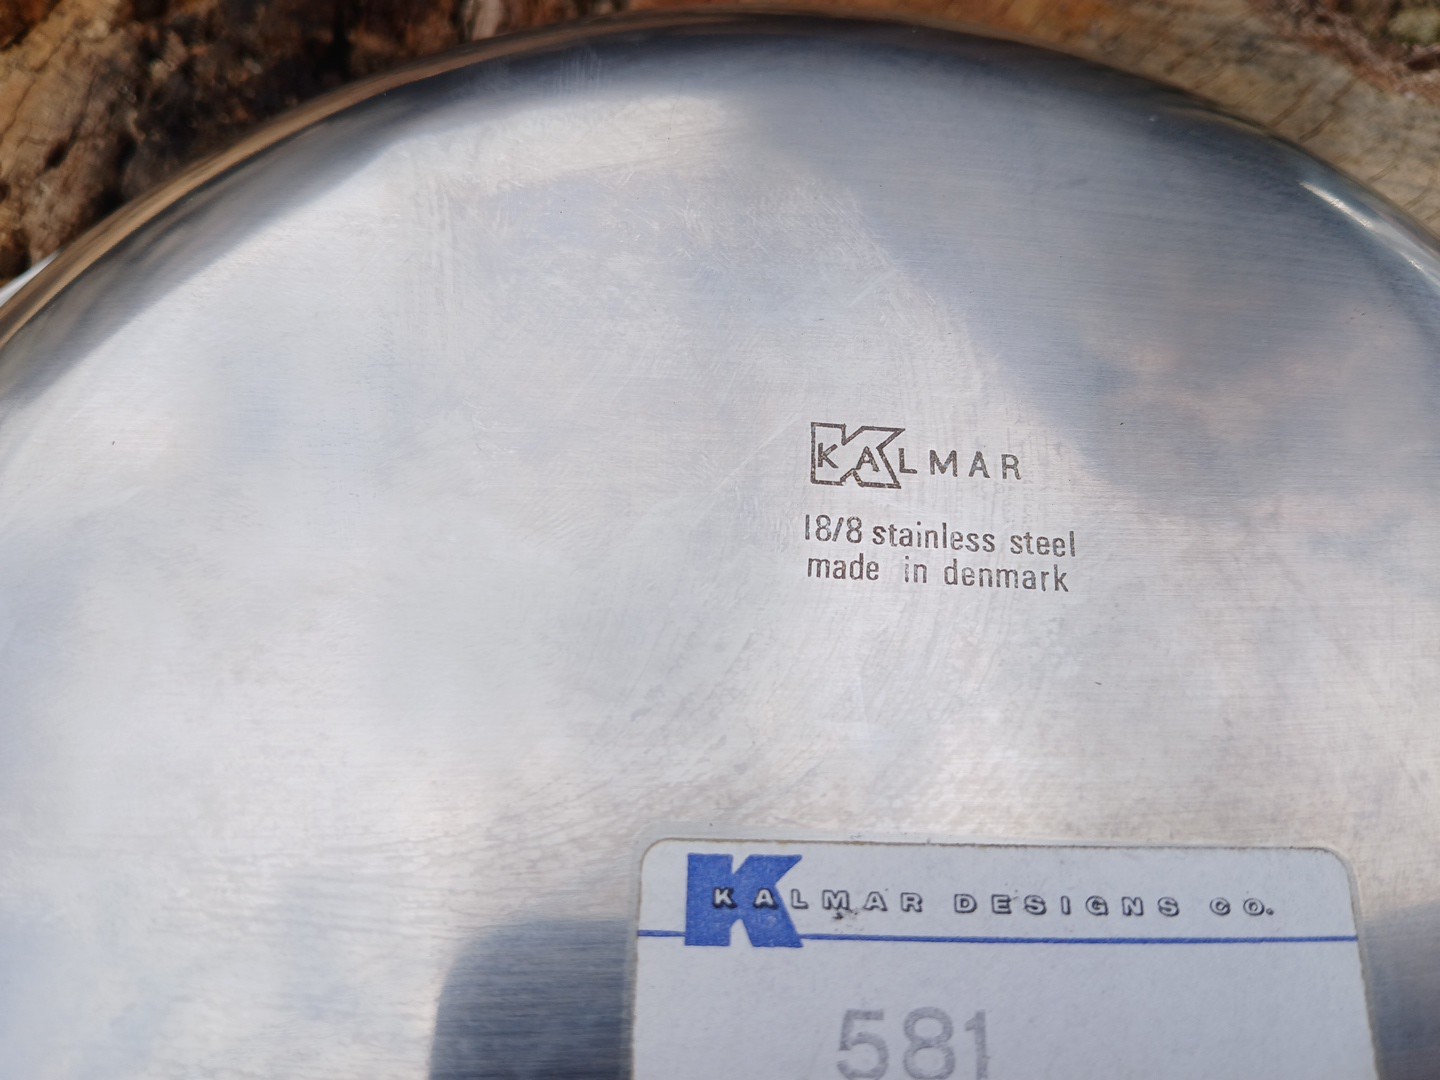 KALMAR
18/8 stainless steel
made in denmark
KALMAR DESIGNS CO.
581